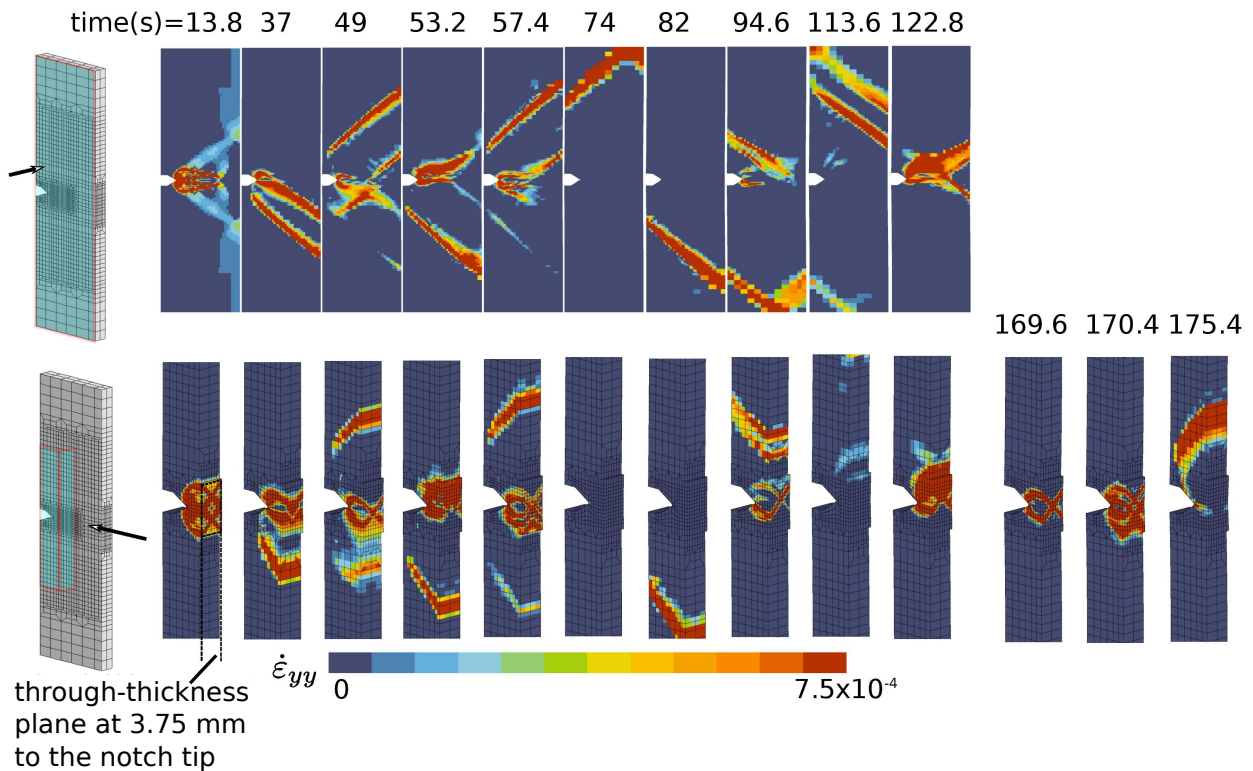 time(s)=13.8 37 49 53.2 57.4 74 82 94.6 113.6 122.8
169.6 170.4 175.4
ε̇yy
0 7.5x10⁻⁴
through-thickness
plane at 3.75 mm
to the notch tip